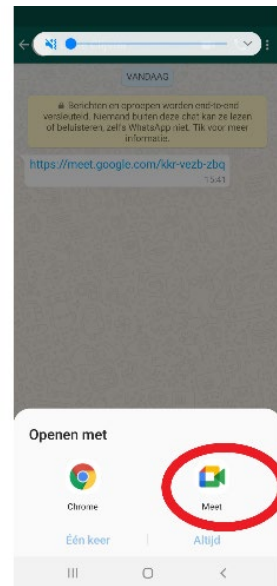 VANDAAG
Berichten en oproepen worden end-to-end
versleuteld. Niemand buiten deze chat kan ze lezen
of beluisteren, zelfs WhatsApp niet. Tik voor meer
informatie.
https://meet.google.com/kkr-vezb-zbq
15:41
Openen met
Chrome
Meet
Één keer
Altijd